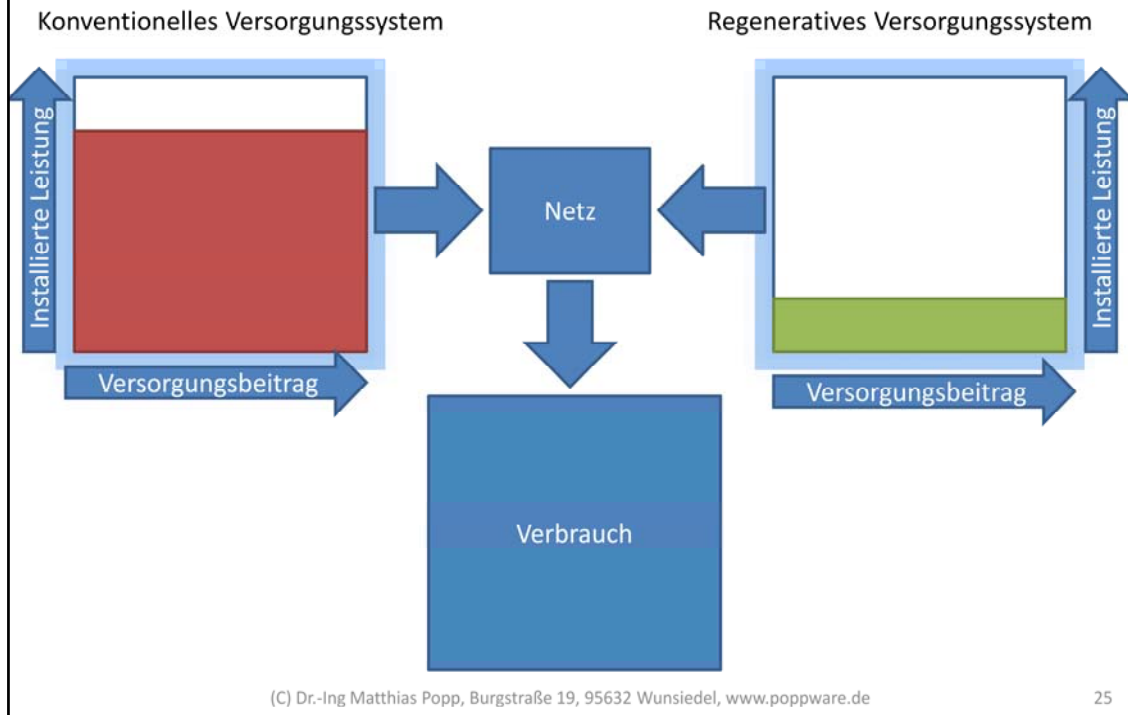 Konventionelles Versorgungssystem
Regeneratives Versorgungssystem
Installierte Leistung
Netz
Installierte Leistung
Versorgungsbeitrag
Versorgungsbeitrag
Verbrauch
(C) Dr.-Ing Matthias Popp, Burgstraße 19, 95632 Wunsiedel, www.poppware.de
25